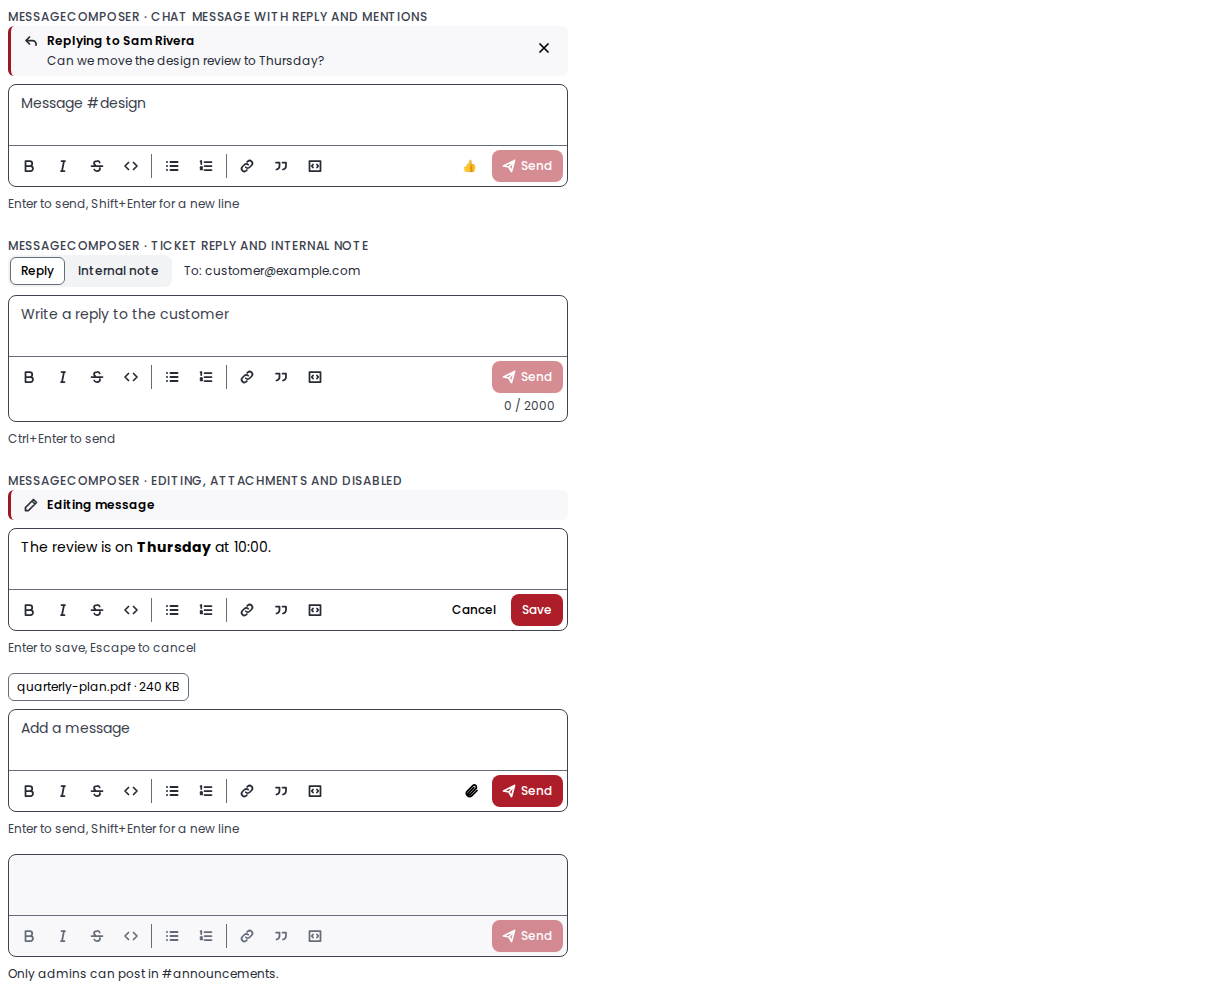 MESSAGECOMPOSER · CHAT MESSAGE WITH REPLY AND MENTIONS
Replying to Sam Rivera
Can we move the design review to Thursday?
Message #design
Send
Enter to send, Shift+Enter for a new line
MESSAGECOMPOSER · TICKET REPLY AND INTERNAL NOTE
Reply Internal note To: customer@example.com
Write a reply to the customer
Send
0 / 2000
Ctrl+Enter to send
MESSAGECOMPOSER · EDITING, ATTACHMENTS AND DISABLED
Editing message
The review is on Thursday at 10:00.
Cancel Save
Enter to save, Escape to cancel
quarterly-plan.pdf · 240 KB
Add a message
Send
Enter to send, Shift+Enter for a new line
Send
Only admins can post in #announcements.